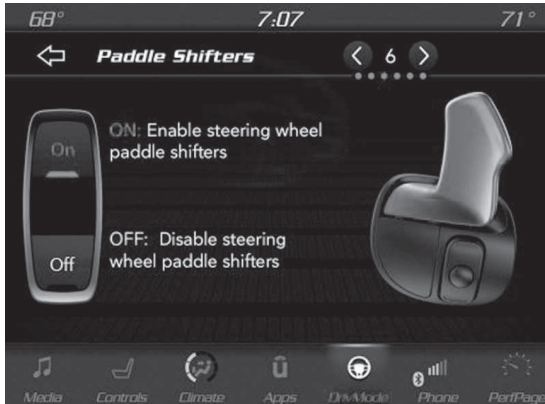 68°
7:07
71°
Paddle Shifters
6
On
ON: Enable steering wheel
paddle shifters
OFF: Disable steering
wheel paddle shifters
Off
Media
Controls
Climate
Apps
DrivMode
Phone
PerfPage